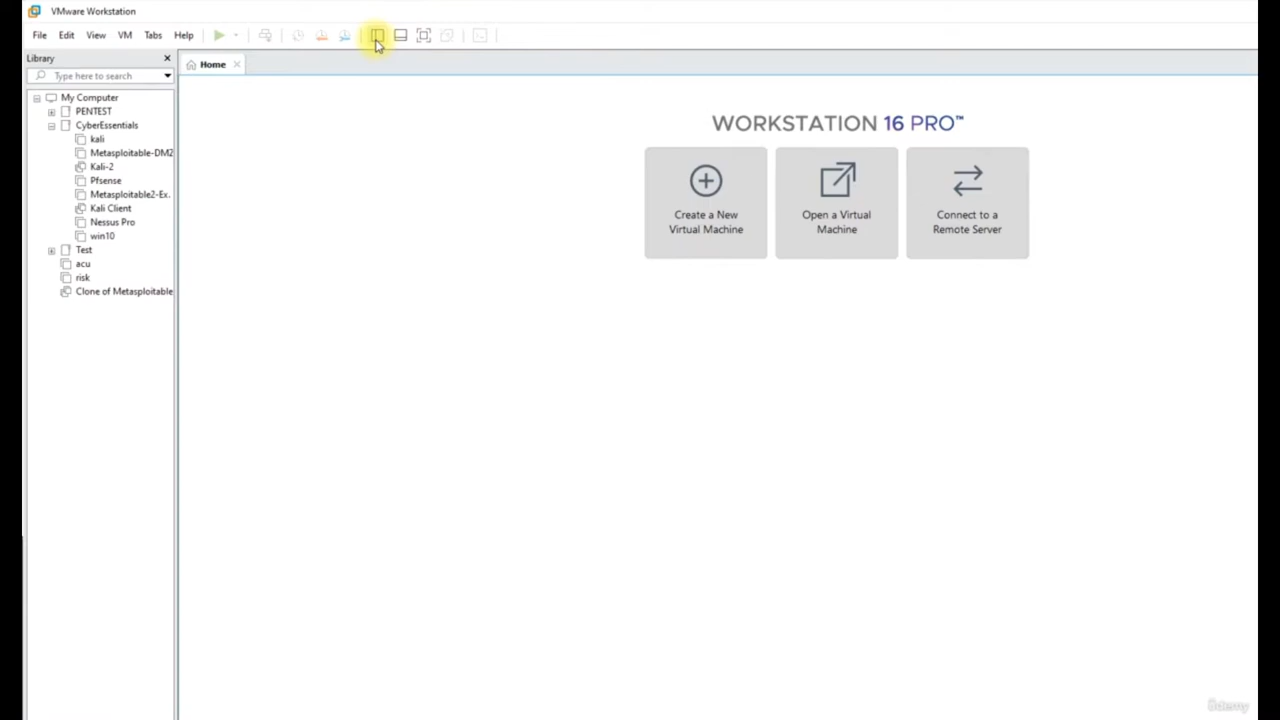 VMware Workstation
File Edit View VM Tabs Help
Library
Type here to search
Home
My Computer
PENTEST
CyberEssentials
kali
Metasploitable-DMZ
Kali-2
Pfsense
Metasploitable2-Ex.
Kali Client
Nessus Pro
win10
Test
acu
risk
Clone of Metasploitable
WORKSTATION 16 PRO™
Create a New
Virtual Machine
Open a Virtual
Machine
Connect to a
Remote Server
ûdemy